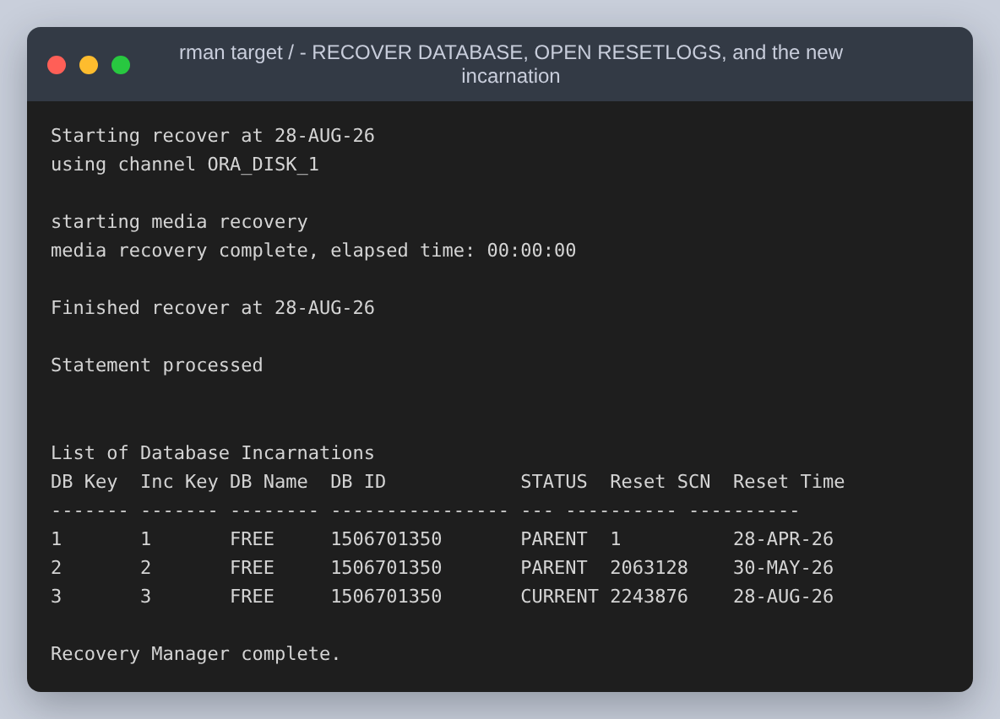 rman target / - RECOVER DATABASE, OPEN RESETLOGS, and the new
incarnation
Starting recover at 28-AUG-26
using channel ORA_DISK_1
starting media recovery
media recovery complete, elapsed time: 00:00:00
Finished recover at 28-AUG-26
Statement processed
List of Database Incarnations
DB Key  Inc Key DB Name  DB ID            STATUS  Reset SCN  Reset Time
------- ------- -------- ---------------- --- ---------- ----------
1       1       FREE     1506701350       PARENT  1          28-APR-26
2       2       FREE     1506701350       PARENT  2063128    30-MAY-26
3       3       FREE     1506701350       CURRENT 2243876    28-AUG-26
Recovery Manager complete.